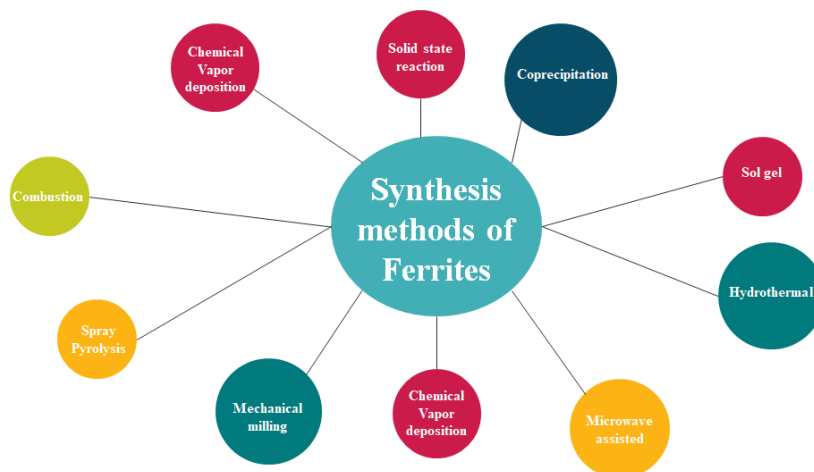 Chemical
Vapor
deposition
Solid state
reaction
Coprecipitation
Synthesis
methods of
Ferrites
Combustion
Sol gel
Hydrothermal
Spray
Pyrolysis
Mechanical
milling
Chemical
Vapor
deposition
Microwave
assisted